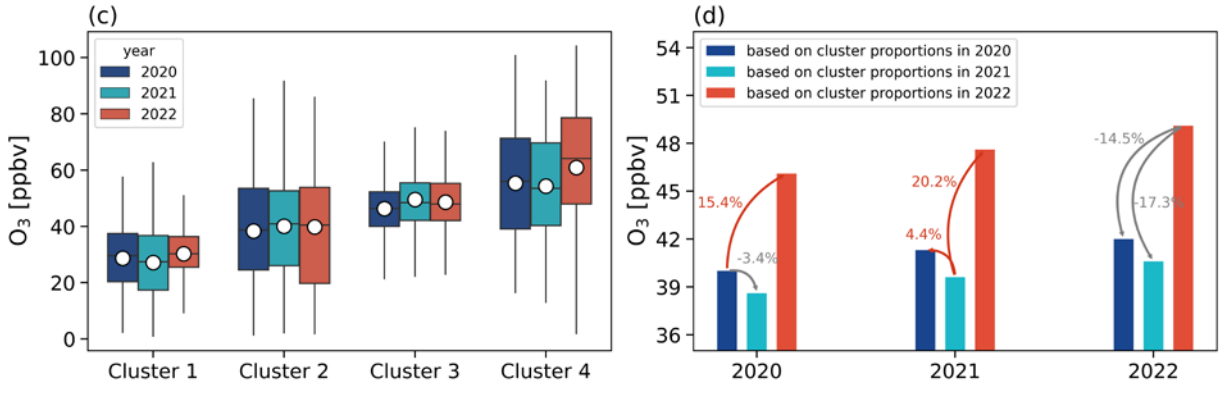 (c)
O3 [ppbv]
100
80
60
40
20
0
year
2020
2021
2022
Cluster 1
Cluster 2
Cluster 3
Cluster 4
(d)
O3 [ppbv]
54
51
48
45
42
39
36
based on cluster proportions in 2020
based on cluster proportions in 2021
based on cluster proportions in 2022
15.4%
-3.4%
20.2%
4.4%
-14.5%
-17.3%
2020
2021
2022